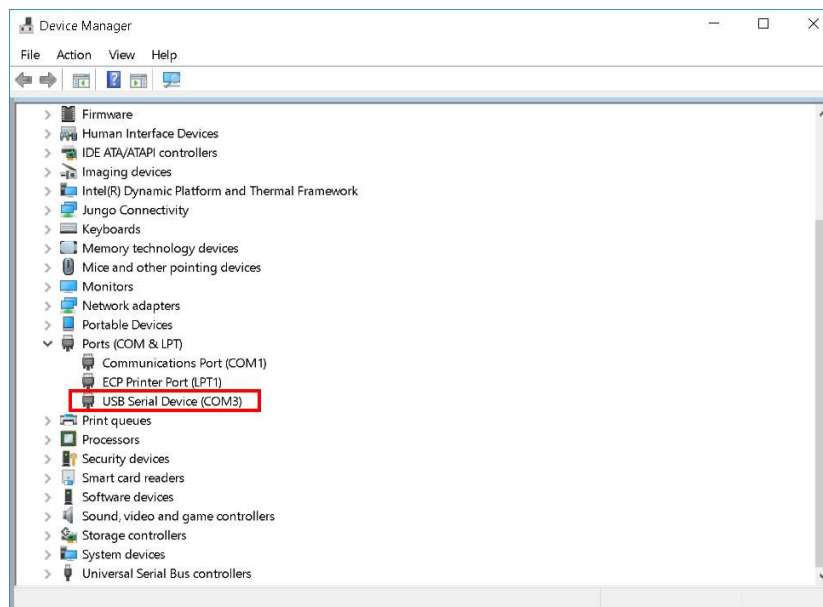 Device Manager
File Action View Help
Firmware
Human Interface Devices
IDE ATA/ATAPI controllers
Imaging devices
Intel(R) Dynamic Platform and Thermal Framework
Jungo Connectivity
Keyboards
Memory technology devices
Mice and other pointing devices
Monitors
Network adapters
Portable Devices
Ports (COM & LPT)
Communications Port (COM1)
ECP Printer Port (LPT1)
USB Serial Device (COM3)
Print queues
Processors
Security devices
Smart card readers
Software devices
Sound, video and game controllers
Storage controllers
System devices
Universal Serial Bus controllers